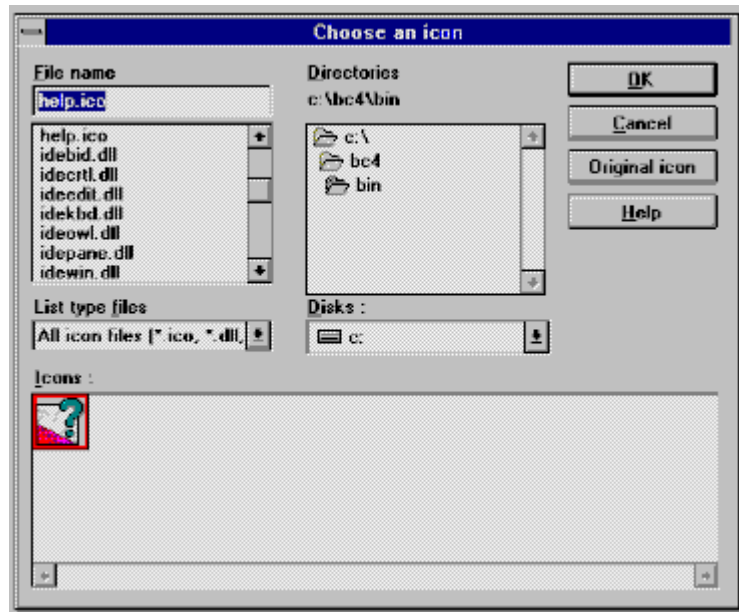 Choose an icon
File name
help.ico
help.ico
idebid.dll
idecrtl.dll
ideedit.dll
idekbd.dll
ideowl.dll
idepane.dll
idewin.dll
List type files
All icon files (*.ico, *.dll,
Directories
c:\bc4\bin
c:\
bc4
bin
Disks :
c:
OK
Cancel
Original icon
Help
Icons :